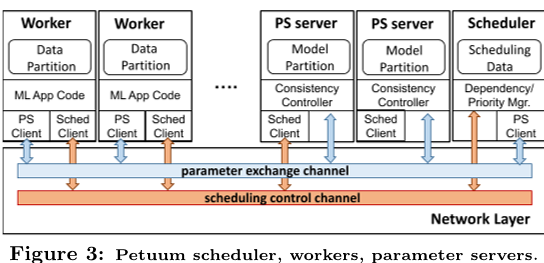 Worker
Data
Partition
ML App Code
PS
Client
Sched
Client
Worker
Data
Partition
ML App Code
PS
Client
Sched
Client
....
PS server
Model
Partition
Consistency
Controller
Sched
Client
PS server
Model
Partition
Consistency
Controller
Sched
Client
Scheduler
Scheduling
Data
Dependency/
Priority Mgr.
PS
Client
parameter exchange channel
scheduling control channel
Network Layer
Figure 3: Petuum scheduler, workers, parameter servers.